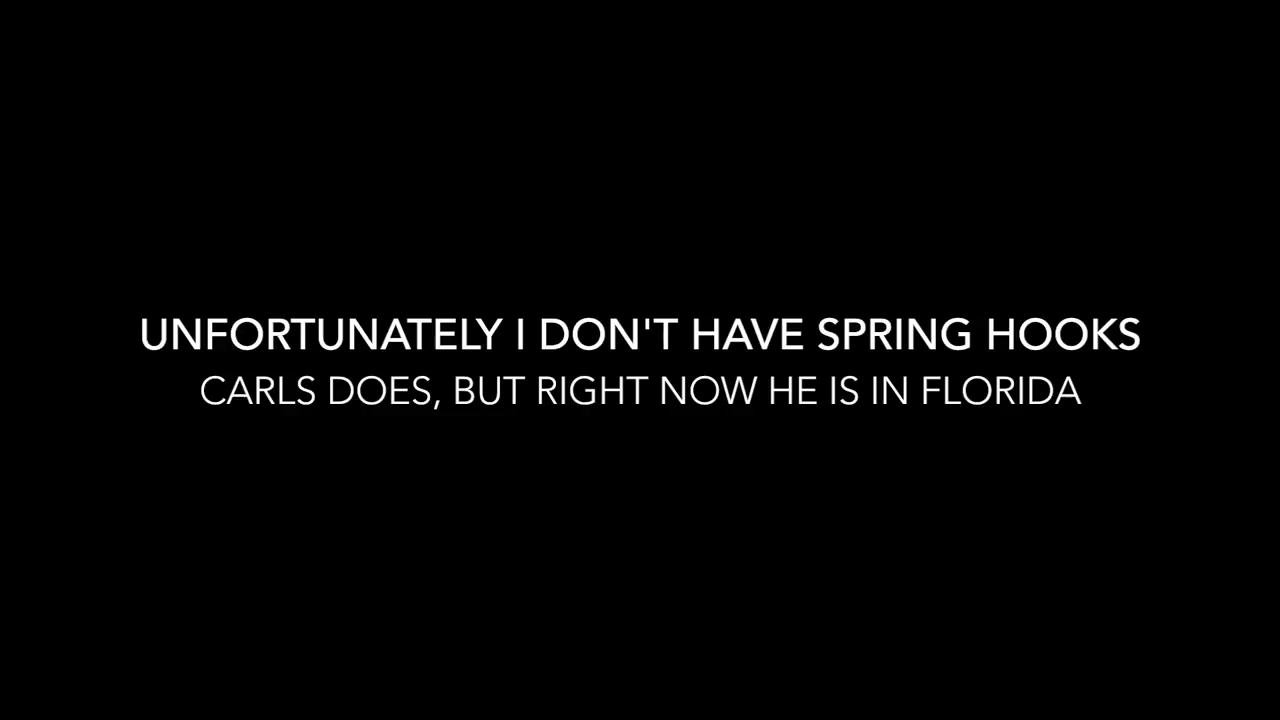 UNFORTUNATELY I DON'T HAVE SPRING HOOKS
CARLS DOES, BUT RIGHT NOW HE IS IN FLORIDA